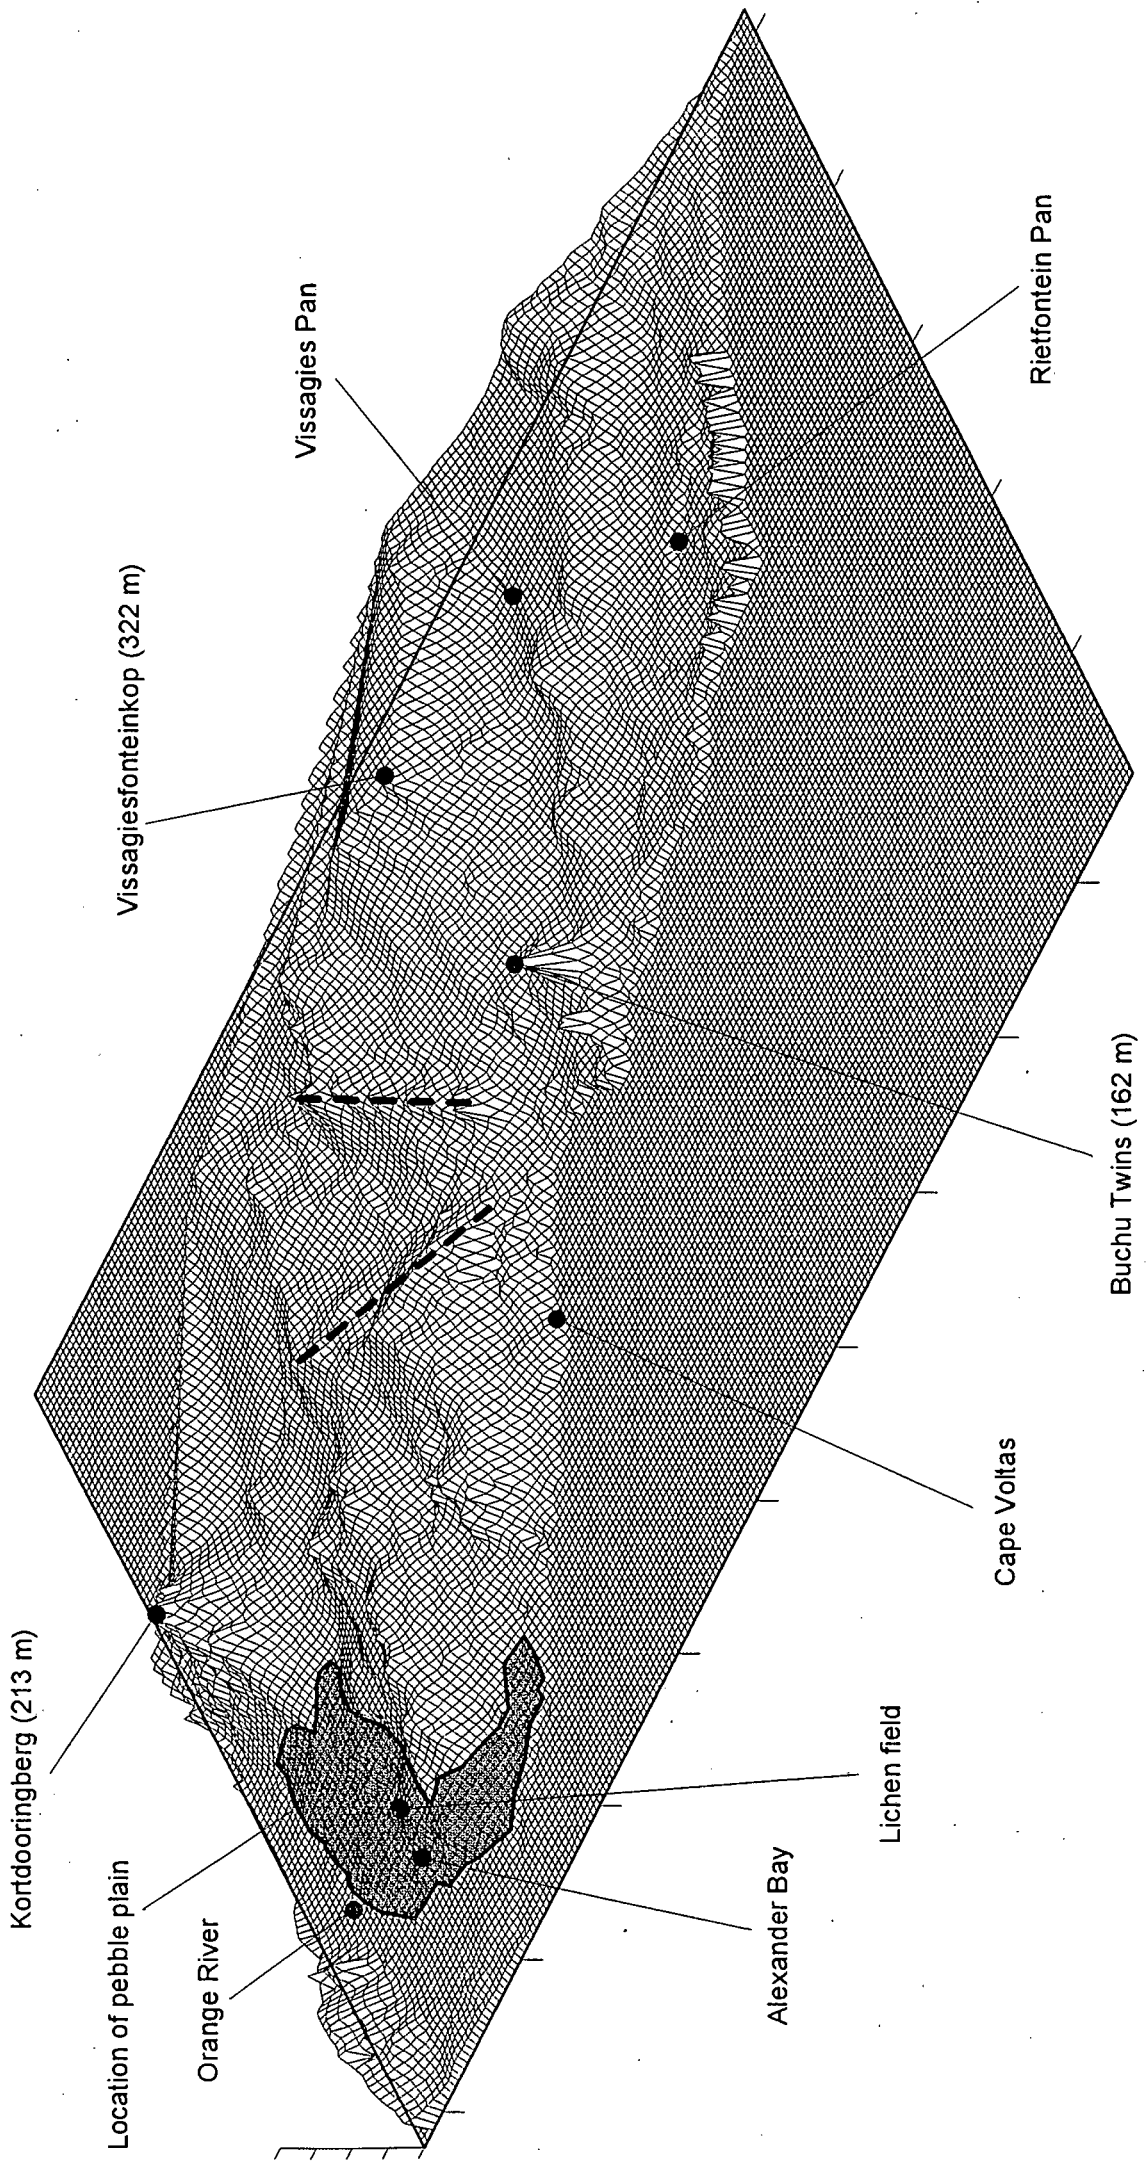 Kortdooringberg (213 m)
Location of pebble plain
Orange River
Vissagiesfonteinkop (322 m)
Vissagies Pan
Alexander Bay
Lichen field
Cape Voltas
Buchu Twins (162 m)
Rietfontein Pan